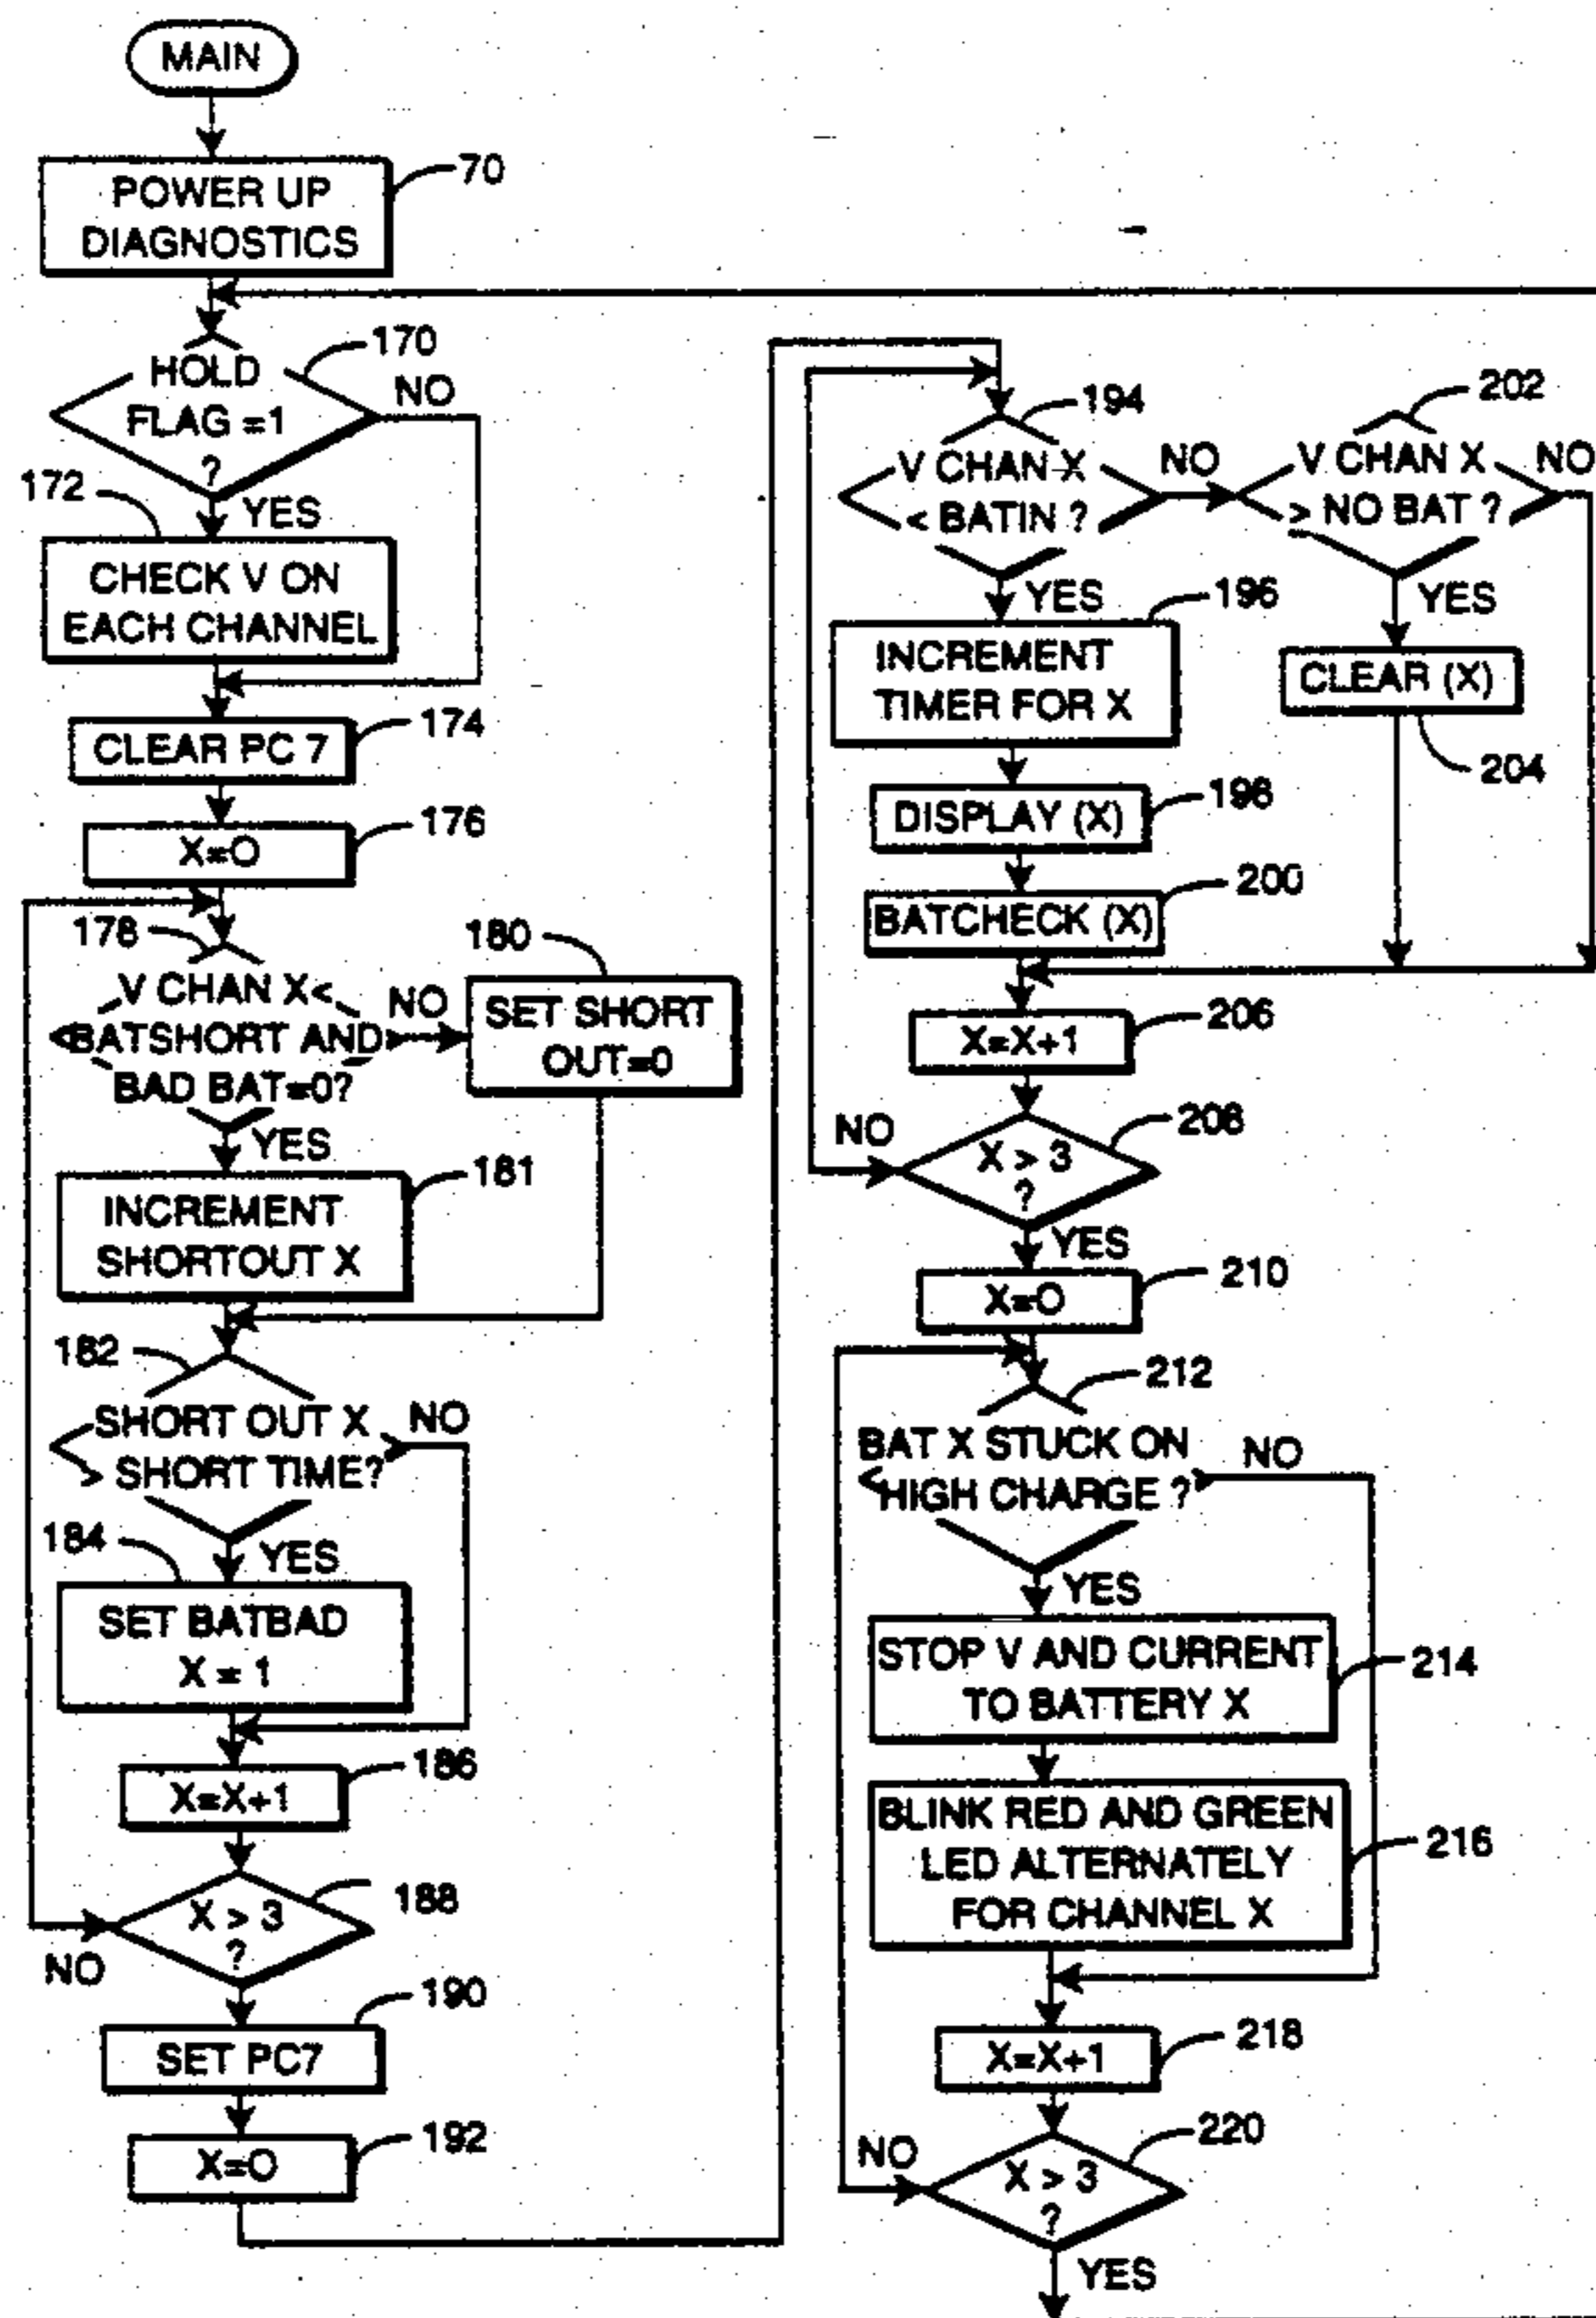 MAIN
POWER UP
DIAGNOSTICS
70
HOLD
FLAG =1
?
170
NO
YES
172
CHECK V ON
EACH CHANNEL
CLEAR PC 7
174
X=0
176
178
V CHAN X<
BATSHORT AND
BAD BAT=0?
NO
YES
180
SET SHORT
OUT=0
INCREMENT
SHORTOUT X
181
182
SHORT OUT X
> SHORT TIME?
NO
YES
184
SET BATBAD
X = 1
X=X+1
186
X > 3
?
188
NO
SET PC7
190
X=0
192
V CHAN X
< BATIN ?
194
NO
YES
V CHAN X
> NO BAT ?
202
NO
YES
INCREMENT
TIMER FOR X
196
CLEAR (X)
204
DISPLAY (X)
198
BATCHECK (X)
200
X=X+1
206
X > 3
?
208
NO
YES
X=0
210
BAT X STUCK ON
HIGH CHARGE ?
212
NO
YES
STOP V AND CURRENT
TO BATTERY X
214
BLINK RED AND GREEN
LED ALTERNATELY
FOR CHANNEL X
216
X=X+1
218
X > 3
?
220
NO
YES